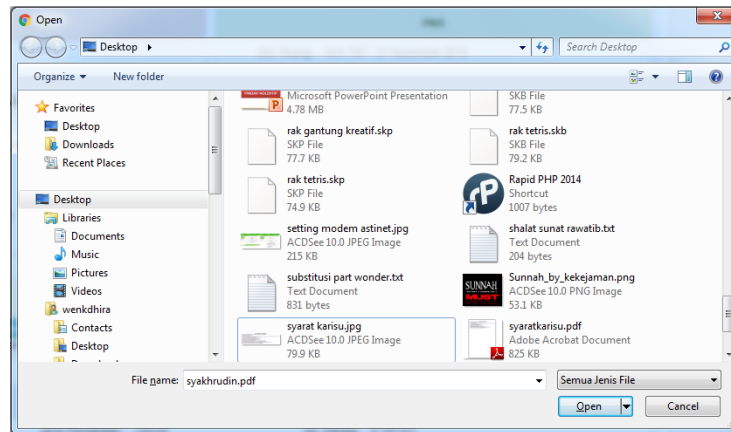 Open
Desktop
Search Desktop
Organize
New folder
Favorites
Desktop
Downloads
Recent Places
Desktop
Libraries
Documents
Music
Pictures
Videos
wenkdhira
Contacts
Desktop
Microsoft PowerPoint Presentation
4.78 MB
SKB File
77.5 KB
rak gantung kreatif.skp
SKP File
77.7 KB
rak tetris.skb
SKB File
79.2 KB
rak tetris.skp
SKP File
74.9 KB
Rapid PHP 2014
Shortcut
1007 bytes
setting modem astinet.jpg
ACDSee 10.0 JPEG Image
215 KB
shalat sunat rawatib.txt
Text Document
204 bytes
substitusi part wonder.txt
Text Document
831 bytes
SUNNAH
MUST
Sunnah_by_kekejaman.png
ACDSee 10.0 PNG Image
53.1 KB
syarat karisu.jpg
ACDSee 10.0 JPEG Image
79.9 KB
syaratkarisu.pdf
Adobe Acrobat Document
825 KB
File name:
syakhrudin.pdf
Semua Jenis File
Open
Cancel